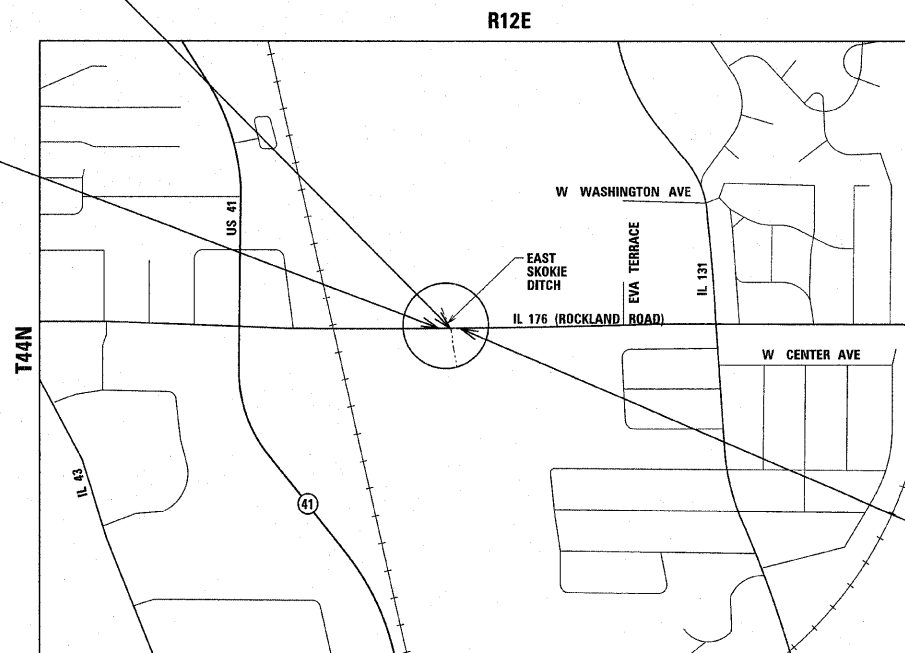 R12E
W WASHINGTON AVE
US 41
EVA TERRACE
IL 131
EAST
SKOKIE
DITCH
IL 176 (ROCKLAND ROAD)
T44N
W CENTER AVE
IL 43
41